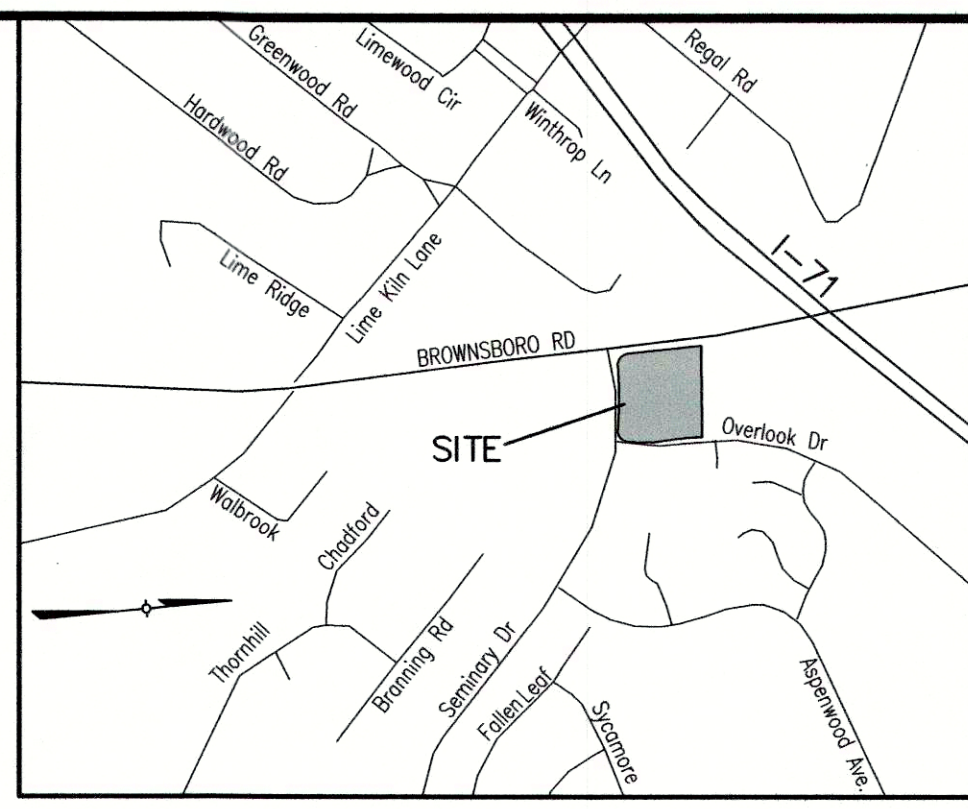 Greenwood Rd
Limewood Cir
Regal Rd
Hardwood Rd
Winthrop Ln
Lime Ridge
Lime Kiln Lane
I-71
BROWNSBORO RD
SITE
Overlook Dr
Walbrook
Chadford
Thornhill
Branning Rd
Seminary Dr
Fallen Leaf
Sycamore
Aspenwood Ave.